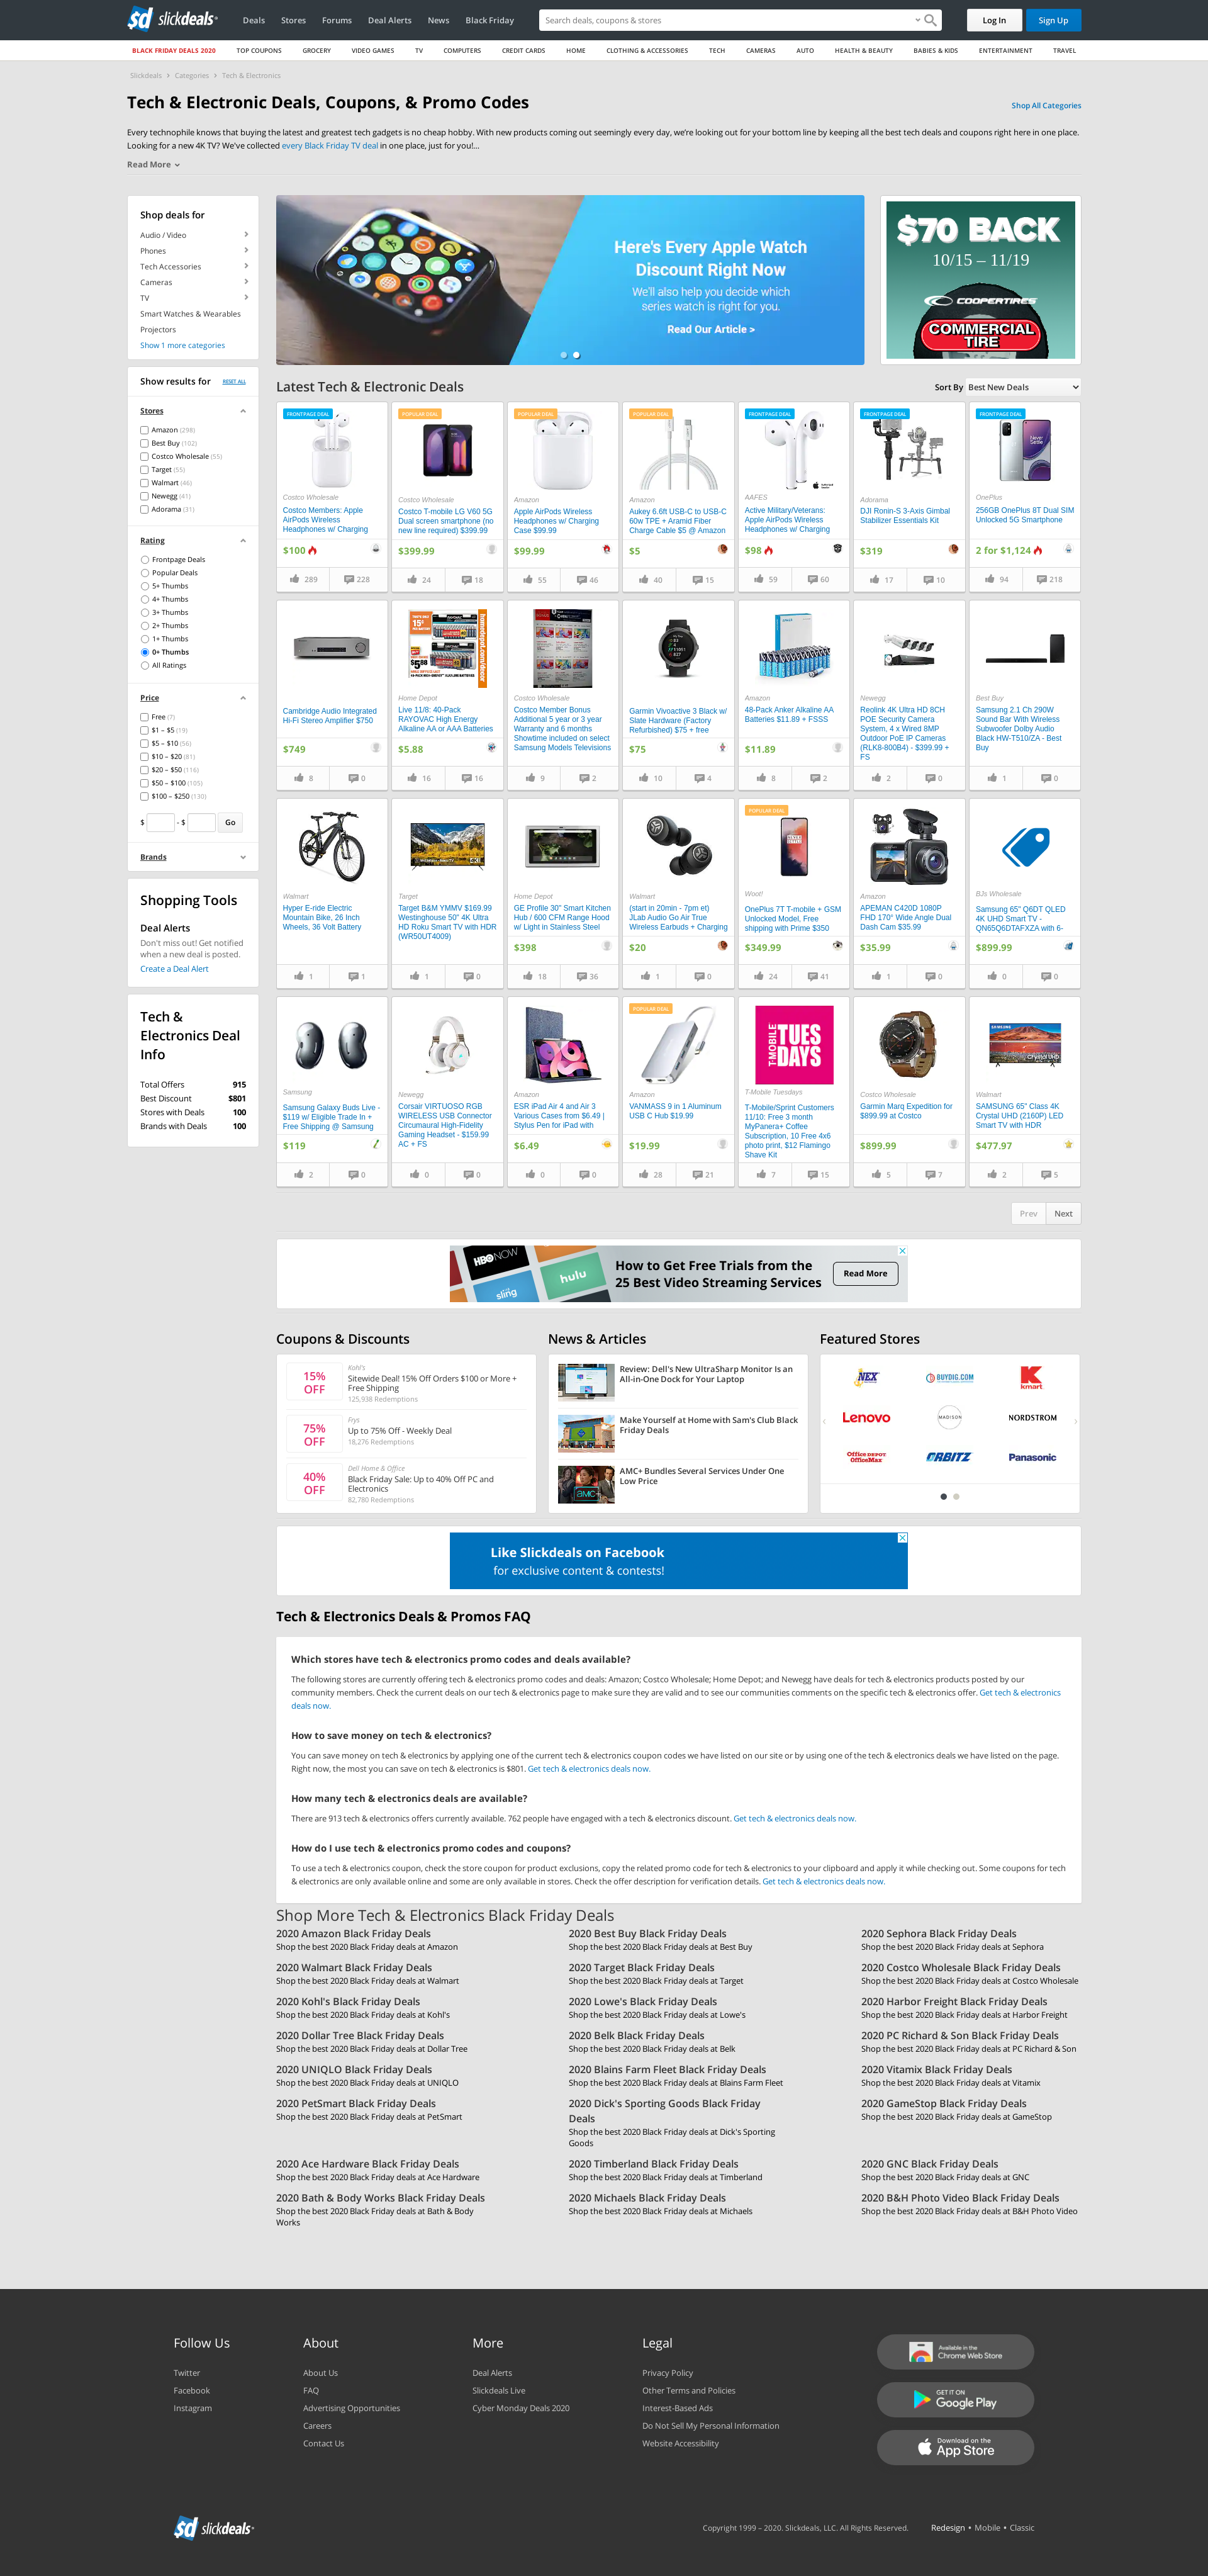 slickdeals
Deals
Stores
Forums
Deal Alerts
News
Black Friday
Search deals, coupons & stores
Log In
Sign Up
BLACK FRIDAY DEALS 2020
TOP COUPONS
GROCERY
VIDEO GAMES
TV
COMPUTERS
CREDIT CARDS
HOME
CLOTHING & ACCESSORIES
TECH
CAMERAS
AUTO
HEALTH & BEAUTY
BABIES & KIDS
ENTERTAINMENT
TRAVEL
Slickdeals › Categories › Tech & Electronics
Tech & Electronic Deals, Coupons, & Promo Codes
Shop All Categories
Every technophile knows that buying the latest and greatest tech gadgets is no cheap hobby. With new products coming out seemingly every day, we're looking out for your bottom line by keeping all the best tech deals and coupons right here in one place.
Looking for a new 4K TV? We've collected every Black Friday TV deal in one place, just for you!...
Read More
Shop deals for
Audio / Video
Phones
Tech Accessories
Cameras
TV
Smart Watches & Wearables
Projectors
Show 1 more categories
Show results for
RESET ALL
Stores
Amazon (298)
Best Buy (102)
Costco Wholesale (55)
Target (55)
Walmart (46)
Newegg (41)
Adorama (31)
Rating
Frontpage Deals
Popular Deals
5+ Thumbs
4+ Thumbs
3+ Thumbs
2+ Thumbs
1+ Thumbs
0+ Thumbs
All Ratings
Price
Free (7)
$1 – $5 (19)
$5 – $10 (56)
$10 – $20 (81)
$20 – $50 (116)
$50 – $100 (105)
$100 – $250 (130)
$ - $ Go
Brands
Shopping Tools
Deal Alerts
Don't miss out! Get notified
when a new deal is posted.
Create a Deal Alert
Tech &
Electronics Deal
Info
Total Offers 915
Best Discount $801
Stores with Deals 100
Brands with Deals 100
Here's Every Apple Watch
Discount Right Now
We'll also help you decide which
series watch is right for you.
Read Our Article >
$70 BACK
10/15 – 11/19
COOPERTIRES
COMMERCIAL
TIRE
Latest Tech & Electronic Deals
Sort By Best New Deals
FRONTPAGE DEAL
Costco Wholesale
Costco Members: Apple
AirPods Wireless
Headphones w/ Charging
$100
289
228
POPULAR DEAL
Costco Wholesale
Costco T-mobile LG V60 5G
Dual screen smartphone (no
new line required) $399.99
$399.99
24
18
POPULAR DEAL
Amazon
Apple AirPods Wireless
Headphones w/ Charging
Case $99.99
$99.99
55
46
POPULAR DEAL
Amazon
Aukey 6.6ft USB-C to USB-C
60w TPE + Aramid Fiber
Charge Cable $5 @ Amazon
$5
40
15
FRONTPAGE DEAL
AAFES
Active Military/Veterans:
Apple AirPods Wireless
Headphones w/ Charging
$98
59
60
FRONTPAGE DEAL
Adorama
DJI Ronin-S 3-Axis Gimbal
Stabilizer Essentials Kit
$319
17
10
FRONTPAGE DEAL
OnePlus
256GB OnePlus 8T Dual SIM
Unlocked 5G Smartphone
2 for $1,124
94
218
Cambridge Audio Integrated
Hi-Fi Stereo Amplifier $750
$749
8
0
$5.88
homedepot.com/decor
Home Depot
Live 11/8: 40-Pack
RAYOVAC High Energy
Alkaline AA or AAA Batteries
$5.88
16
16
Costco Wholesale
Costco Member Bonus
Additional 5 year or 3 year
Warranty and 6 months
Showtime included on select
Samsung Models Televisions
9
2
Garmin Vivoactive 3 Black w/
Slate Hardware (Factory
Refurbished) $75 + free
$75
10
4
Amazon
48-Pack Anker Alkaline AA
Batteries $11.89 + FSSS
$11.89
8
2
Newegg
Reolink 4K Ultra HD 8CH
POE Security Camera
System, 4 x Wired 8MP
Outdoor PoE IP Cameras
(RLK8-800B4) - $399.99 +
FS
2
0
Best Buy
Samsung 2.1 Ch 290W
Sound Bar With Wireless
Subwoofer Dolby Audio
Black HW-T510/ZA - Best
Buy
1
0
Walmart
Hyper E-ride Electric
Mountain Bike, 26 Inch
Wheels, 36 Volt Battery
1
1
Target
Target B&M YMMV $169.99
Westinghouse 50" 4K Ultra
HD Roku Smart TV with HDR
(WR50UT4009)
1
0
Home Depot
GE Profile 30" Smart Kitchen
Hub / 600 CFM Range Hood
w/ Light in Stainless Steel
$398
18
36
Walmart
(start in 20min - 7pm et)
JLab Audio Go Air True
Wireless Earbuds + Charging
$20
1
0
POPULAR DEAL
Woot!
OnePlus 7T T-mobile + GSM
Unlocked Model, Free
shipping with Prime $350
$349.99
24
41
Amazon
APEMAN C420D 1080P
FHD 170° Wide Angle Dual
Dash Cam $35.99
$35.99
1
0
BJs Wholesale
Samsung 65" Q6DT QLED
4K UHD Smart TV -
QN65Q6DTAFXZA with 6-
$899.99
0
0
Samsung
Samsung Galaxy Buds Live -
$119 w/ Eligible Trade In +
Free Shipping @ Samsung
$119
2
0
Newegg
Corsair VIRTUOSO RGB
WIRELESS USB Connector
Circumaural High-Fidelity
Gaming Headset - $159.99
AC + FS
0
0
Amazon
ESR iPad Air 4 and Air 3
Various Cases from $6.49 |
Stylus Pen for iPad with
$6.49
0
0
POPULAR DEAL
Amazon
VANMASS 9 in 1 Aluminum
USB C Hub $19.99
$19.99
28
21
T-MOBILE
TUES
DAYS
T-Mobile Tuesdays
T-Mobile/Sprint Customers
11/10: Free 3 month
MyPanera+ Coffee
Subscription, 10 Free 4x6
photo print, $12 Flamingo
Shave Kit
7
15
Costco Wholesale
Garmin Marq Expedition for
$899.99 at Costco
$899.99
5
7
SAMSUNG
Crystal UHD
Walmart
SAMSUNG 65" Class 4K
Crystal UHD (2160P) LED
Smart TV with HDR
$477.97
2
5
Prev
Next
HBO NOW
hulu
sling
How to Get Free Trials from the
25 Best Video Streaming Services
Read More
Coupons & Discounts
15%
OFF
Kohl's
Sitewide Deal! 15% Off Orders $100 or More +
Free Shipping
125,938 Redemptions
75%
OFF
Frys
Up to 75% Off - Weekly Deal
18,276 Redemptions
40%
OFF
Dell Home & Office
Black Friday Sale: Up to 40% Off PC and
Electronics
82,780 Redemptions
News & Articles
Review: Dell's New UltraSharp Monitor Is an
All-in-One Dock for Your Laptop
Make Yourself at Home with Sam's Club Black
Friday Deals
amc+
AMC+ Bundles Several Services Under One
Low Price
Featured Stores
NEX
BUYDIG.COM
kmart
Lenovo
MADISON
NORDSTROM
Office DEPOT
OfficeMax
ORBITZ
Panasonic
Like Slickdeals on Facebook
for exclusive content & contests!
Tech & Electronics Deals & Promos FAQ
Which stores have tech & electronics promo codes and deals available?
The following stores are currently offering tech & electronics promo codes and deals: Amazon; Costco Wholesale; Home Depot; and Newegg have deals for tech & electronics products posted by our
community members. Check the current deals on our tech & electronics page to make sure they are valid and to see our communities comments on the specific tech & electronics offer. Get tech & electronics
deals now.
How to save money on tech & electronics?
You can save money on tech & electronics by applying one of the current tech & electronics coupon codes we have listed on our site or by using one of the tech & electronics deals we have listed on the page.
Right now, the most you can save on tech & electronics is $801. Get tech & electronics deals now.
How many tech & electronics deals are available?
There are 913 tech & electronics offers currently available. 762 people have engaged with a tech & electronics discount. Get tech & electronics deals now.
How do I use tech & electronics promo codes and coupons?
To use a tech & electronics coupon, check the store coupon for product exclusions, copy the related promo code for tech & electronics to your clipboard and apply it while checking out. Some coupons for tech
& electronics are only available online and some are only available in stores. Check the offer description for verification details. Get tech & electronics deals now.
Shop More Tech & Electronics Black Friday Deals
2020 Amazon Black Friday Deals
Shop the best 2020 Black Friday deals at Amazon
2020 Best Buy Black Friday Deals
Shop the best 2020 Black Friday deals at Best Buy
2020 Sephora Black Friday Deals
Shop the best 2020 Black Friday deals at Sephora
2020 Walmart Black Friday Deals
Shop the best 2020 Black Friday deals at Walmart
2020 Target Black Friday Deals
Shop the best 2020 Black Friday deals at Target
2020 Costco Wholesale Black Friday Deals
Shop the best 2020 Black Friday deals at Costco Wholesale
2020 Kohl's Black Friday Deals
Shop the best 2020 Black Friday deals at Kohl's
2020 Lowe's Black Friday Deals
Shop the best 2020 Black Friday deals at Lowe's
2020 Harbor Freight Black Friday Deals
Shop the best 2020 Black Friday deals at Harbor Freight
2020 Dollar Tree Black Friday Deals
Shop the best 2020 Black Friday deals at Dollar Tree
2020 Belk Black Friday Deals
Shop the best 2020 Black Friday deals at Belk
2020 PC Richard & Son Black Friday Deals
Shop the best 2020 Black Friday deals at PC Richard & Son
2020 UNIQLO Black Friday Deals
Shop the best 2020 Black Friday deals at UNIQLO
2020 Blains Farm Fleet Black Friday Deals
Shop the best 2020 Black Friday deals at Blains Farm Fleet
2020 Vitamix Black Friday Deals
Shop the best 2020 Black Friday deals at Vitamix
2020 PetSmart Black Friday Deals
Shop the best 2020 Black Friday deals at PetSmart
2020 Dick's Sporting Goods Black Friday
Deals
Shop the best 2020 Black Friday deals at Dick's Sporting
Goods
2020 GameStop Black Friday Deals
Shop the best 2020 Black Friday deals at GameStop
2020 Ace Hardware Black Friday Deals
Shop the best 2020 Black Friday deals at Ace Hardware
2020 Timberland Black Friday Deals
Shop the best 2020 Black Friday deals at Timberland
2020 GNC Black Friday Deals
Shop the best 2020 Black Friday deals at GNC
2020 Bath & Body Works Black Friday Deals
Shop the best 2020 Black Friday deals at Bath & Body
Works
2020 Michaels Black Friday Deals
Shop the best 2020 Black Friday deals at Michaels
2020 B&H Photo Video Black Friday Deals
Shop the best 2020 Black Friday deals at B&H Photo Video
Follow Us
Twitter
Facebook
Instagram
About
About Us
FAQ
Advertising Opportunities
Careers
Contact Us
More
Deal Alerts
Slickdeals Live
Cyber Monday Deals 2020
Legal
Privacy Policy
Other Terms and Policies
Interest-Based Ads
Do Not Sell My Personal Information
Website Accessibility
Available in the
Chrome Web Store
GET IT ON
Google Play
Download on the
App Store
slickdeals
Copyright 1999 – 2020. Slickdeals, LLC. All Rights Reserved.
Redesign • Mobile • Classic